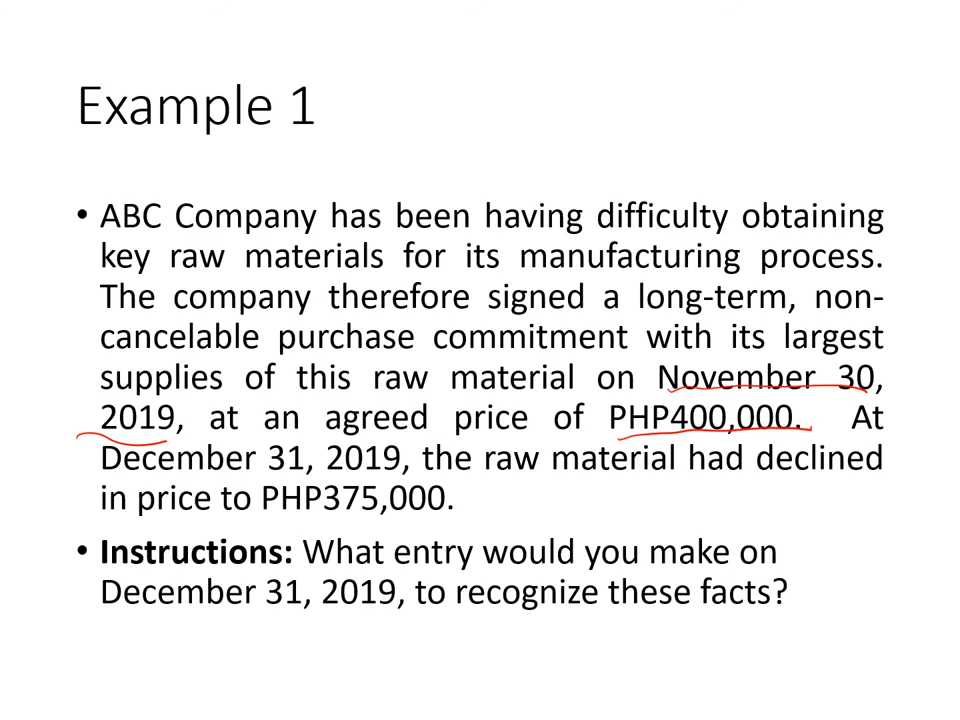 Example 1
• ABC Company has been having difficulty obtaining
key raw materials for its manufacturing process.
The company therefore signed a long-term, non-
cancelable purchase commitment with its largest
supplies of this raw material on November 30,
2019, at an agreed price of PHP400,000. At
December 31, 2019, the raw material had declined
in price to PHP375,000.
• Instructions: What entry would you make on
December 31, 2019, to recognize these facts?